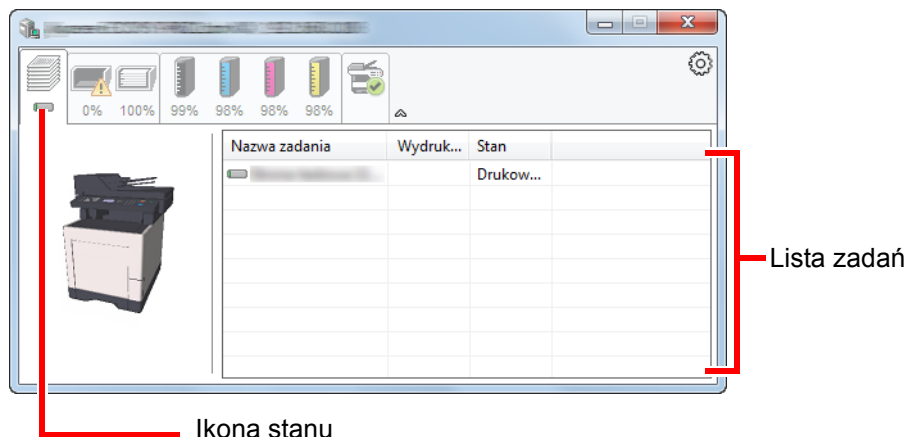 0% 100% 99% 98% 98% 98%
Nazwa zadania Wydruk... Stan
Drukow...
Lista zadań
Ikona stanu